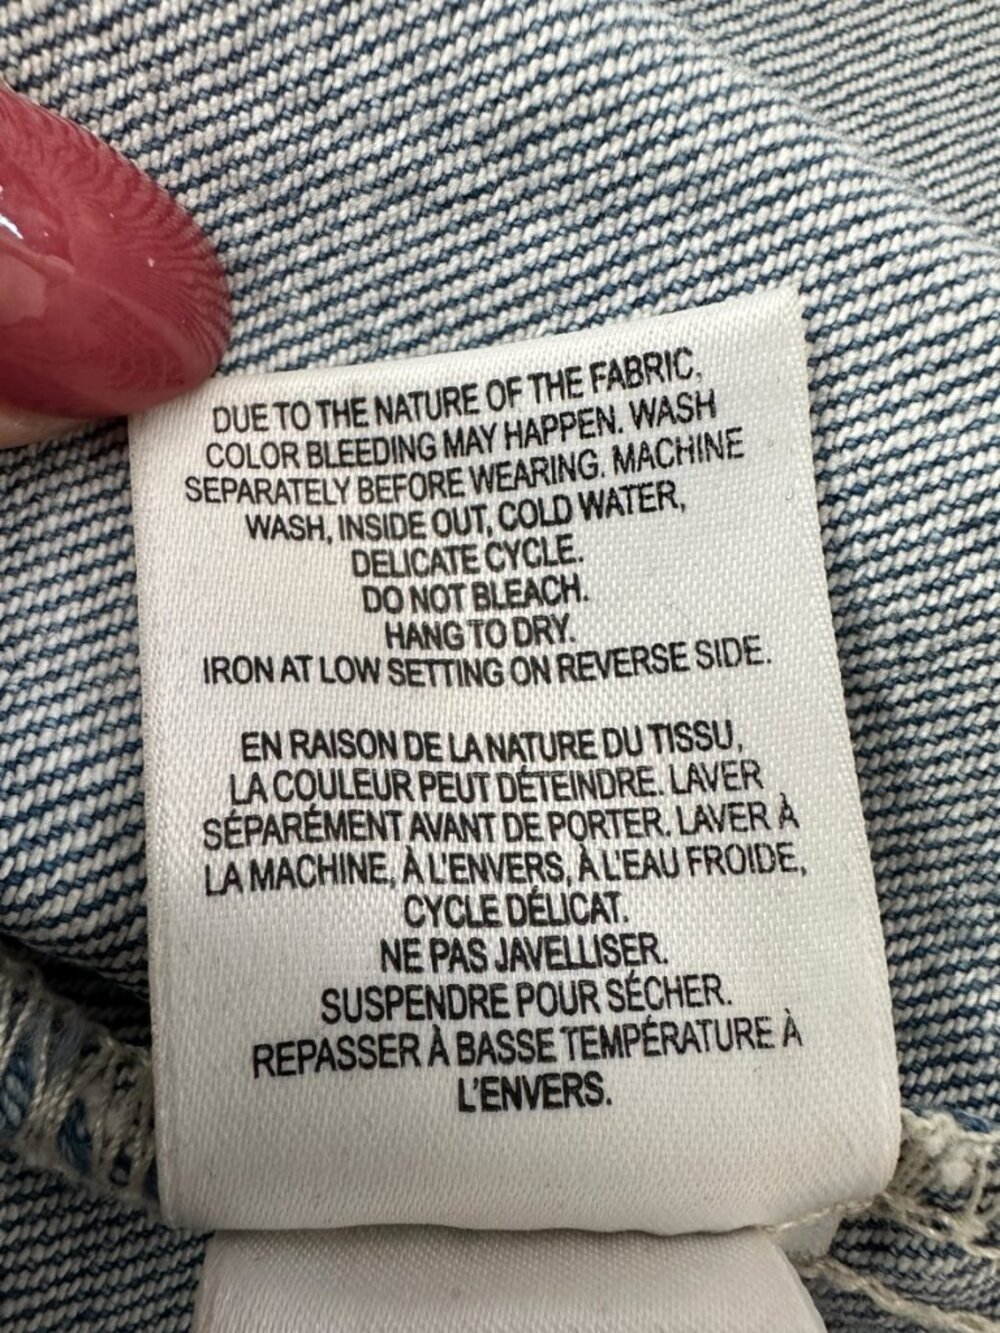 DUE TO THE NATURE OF THE FABRIC,
COLOR BLEEDING MAY HAPPEN. WASH
SEPARATELY BEFORE WEARING. MACHINE
WASH, INSIDE OUT, COLD WATER,
DELICATE CYCLE.
DO NOT BLEACH.
HANG TO DRY.
IRON AT LOW SETTING ON REVERSE SIDE.
EN RAISON DE LA NATURE DU TISSU,
LA COULEUR PEUT DÉTEINDRE. LAVER
SÉPARÉMENT AVANT DE PORTER. LAVER À
LA MACHINE, À L'ENVERS, À L'EAU FROIDE,
CYCLE DÉLICAT.
NE PAS JAVELLISER.
SUSPENDRE POUR SÉCHER.
REPASSER À BASSE TEMPÉRATURE À
L'ENVERS.